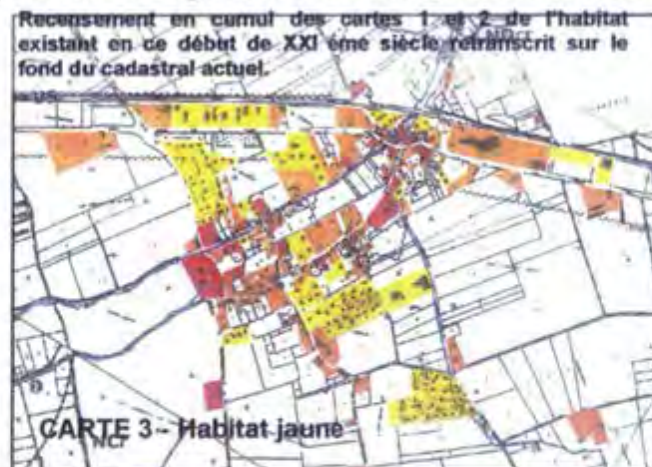 Recensement en cumul des cartes 1 et 2 de l'habitat
existant en ce début de XXI éme siècle retranscrit sur le
fond du cadastral actuel.
CARTE 3 - Habitat jaune